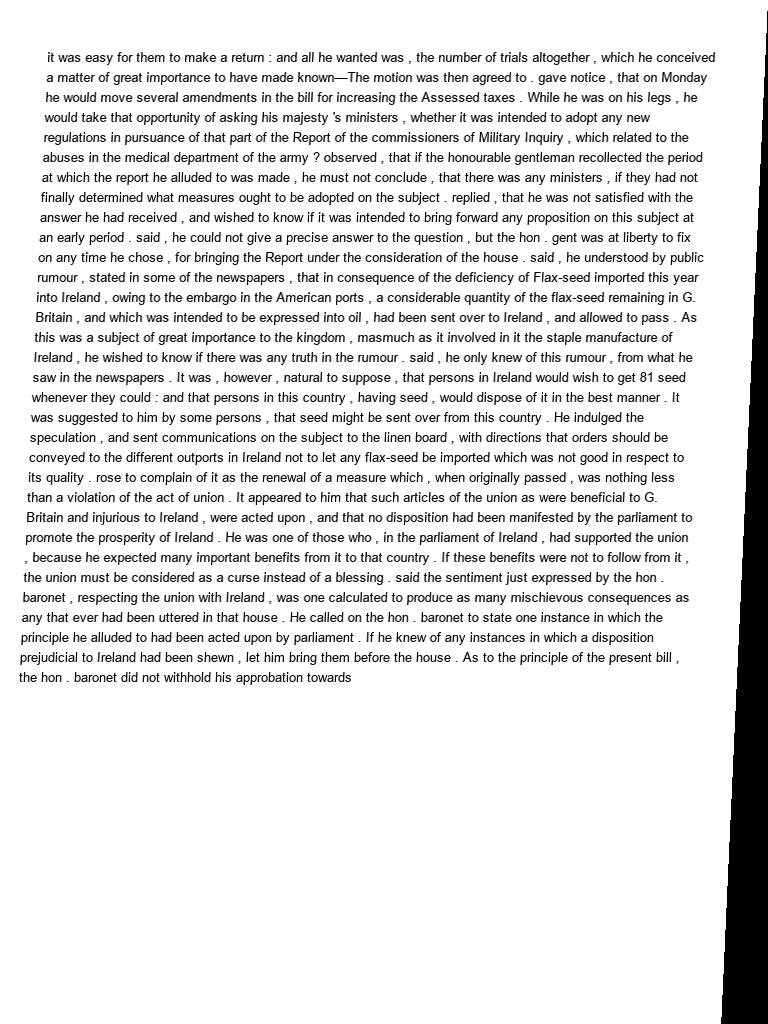 it was easy for them to make a return : and all he wanted was , the number of trials altogether , which he conceived
a matter of great importance to have made known—The motion was then agreed to . gave notice , that on Monday
he would move several amendments in the bill for increasing the Assessed taxes . While he was on his legs , he
would take that opportunity of asking his majesty 's ministers , whether it was intended to adopt any new
regulations in pursuance of that part of the Report of the commissioners of Military Inquiry , which related to the
abuses in the medical department of the army ? observed , that if the honourable gentleman recollected the period
at which the report he alluded to was made , he must not conclude , that there was any ministers , if they had not
finally determined what measures ought to be adopted on the subject . replied , that he was not satisfied with the
answer he had received , and wished to know if it was intended to bring forward any proposition on this subject at
an early period . said , he could not give a precise answer to the question , but the hon . gent was at liberty to fix
on any time he chose , for bringing the Report under the consideration of the house . said , he understood by public
rumour , stated in some of the newspapers , that in consequence of the deficiency of Flax-seed imported this year
into Ireland , owing to the embargo in the American ports , a considerable quantity of the flax-seed remaining in G.
Britain , and which was intended to be expressed into oil , had been sent over to Ireland , and allowed to pass . As
this was a subject of great importance to the kingdom , masmuch as it involved in it the staple manufacture of
Ireland , he wished to know if there was any truth in the rumour . said , he only knew of this rumour , from what he
saw in the newspapers . It was , however , natural to suppose , that persons in Ireland would wish to get 81 seed
whenever they could : and that persons in this country , having seed , would dispose of it in the best manner . It
was suggested to him by some persons , that seed might be sent over from this country . He indulged the
speculation , and sent communications on the subject to the linen board , with directions that orders should be
conveyed to the different outports in Ireland not to let any flax-seed be imported which was not good in respect to
its quality . rose to complain of it as the renewal of a measure which , when originally passed , was nothing less
than a violation of the act of union . It appeared to him that such articles of the union as were beneficial to G.
Britain and injurious to Ireland , were acted upon , and that no disposition had been manifested by the parliament to
promote the prosperity of Ireland . He was one of those who , in the parliament of Ireland , had supported the union
, because he expected many important benefits from it to that country . If these benefits were not to follow from it ,
the union must be considered as a curse instead of a blessing . said the sentiment just expressed by the hon .
baronet , respecting the union with Ireland , was one calculated to produce as many mischievous consequences as
any that ever had been uttered in that house . He called on the hon . baronet to state one instance in which the
principle he alluded to had been acted upon by parliament . If he knew of any instances in which a disposition
prejudicial to Ireland had been shewn , let him bring them before the house . As to the principle of the present bill ,
the hon . baronet did not withhold his approbation towards